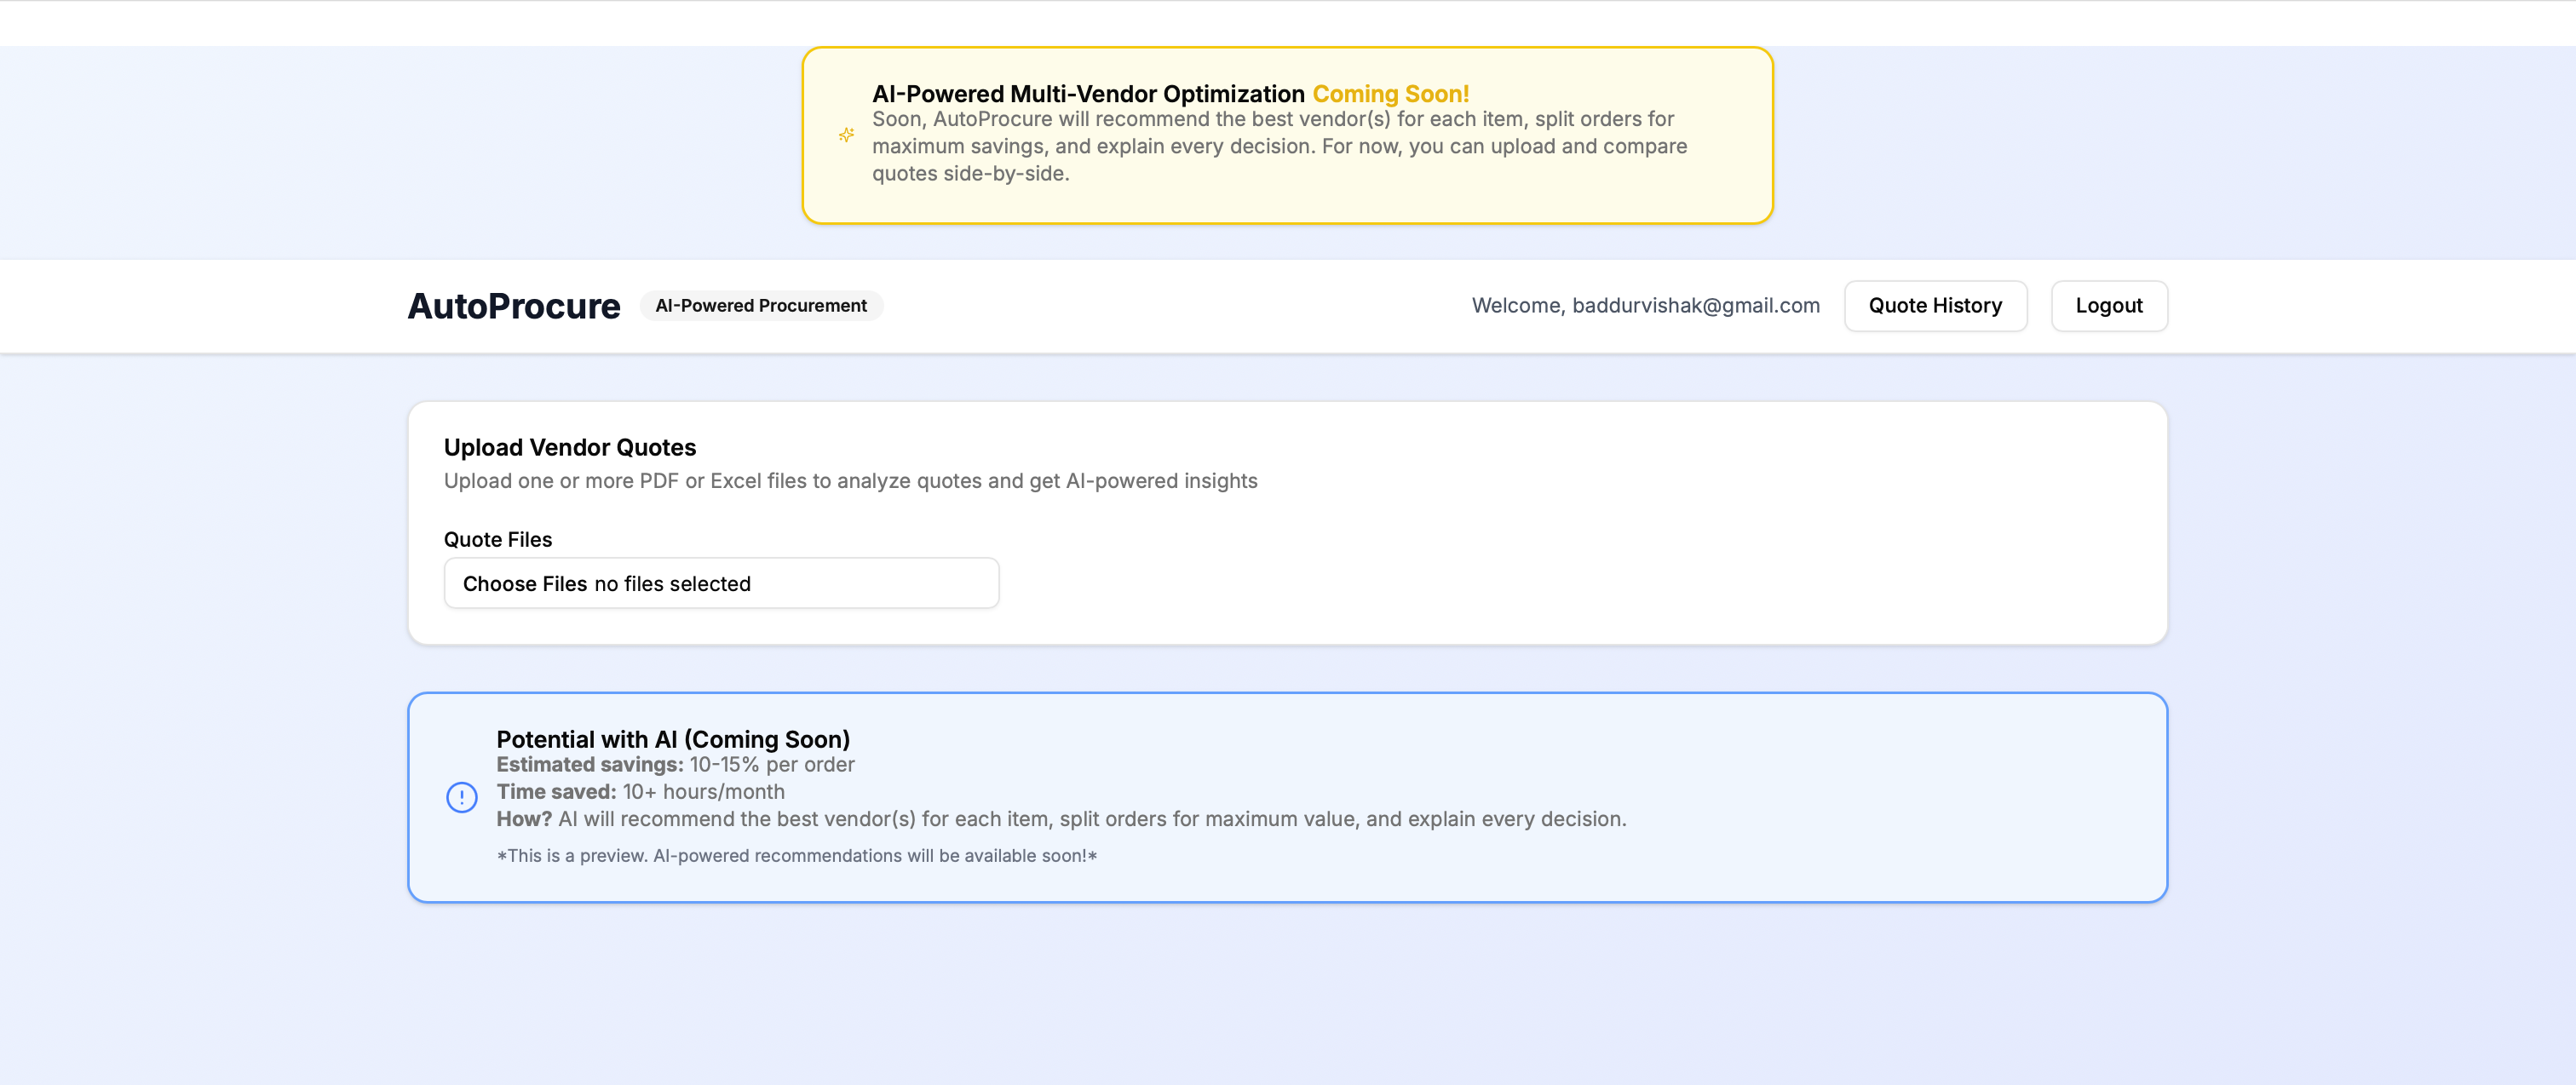 AI-Powered Multi-Vendor Optimization Coming Soon!
Soon, AutoProcure will recommend the best vendor(s) for each item, split orders for
maximum savings, and explain every decision. For now, you can upload and compare
quotes side-by-side.
AutoProcure AI-Powered Procurement Welcome, baddurvishak@gmail.com Quote History Logout
Upload Vendor Quotes
Upload one or more PDF or Excel files to analyze quotes and get AI-powered insights
Quote Files
Choose Files no files selected
Potential with AI (Coming Soon)
Estimated savings: 10-15% per order
Time saved: 10+ hours/month
How? AI will recommend the best vendor(s) for each item, split orders for maximum value, and explain every decision.
*This is a preview. AI-powered recommendations will be available soon!*